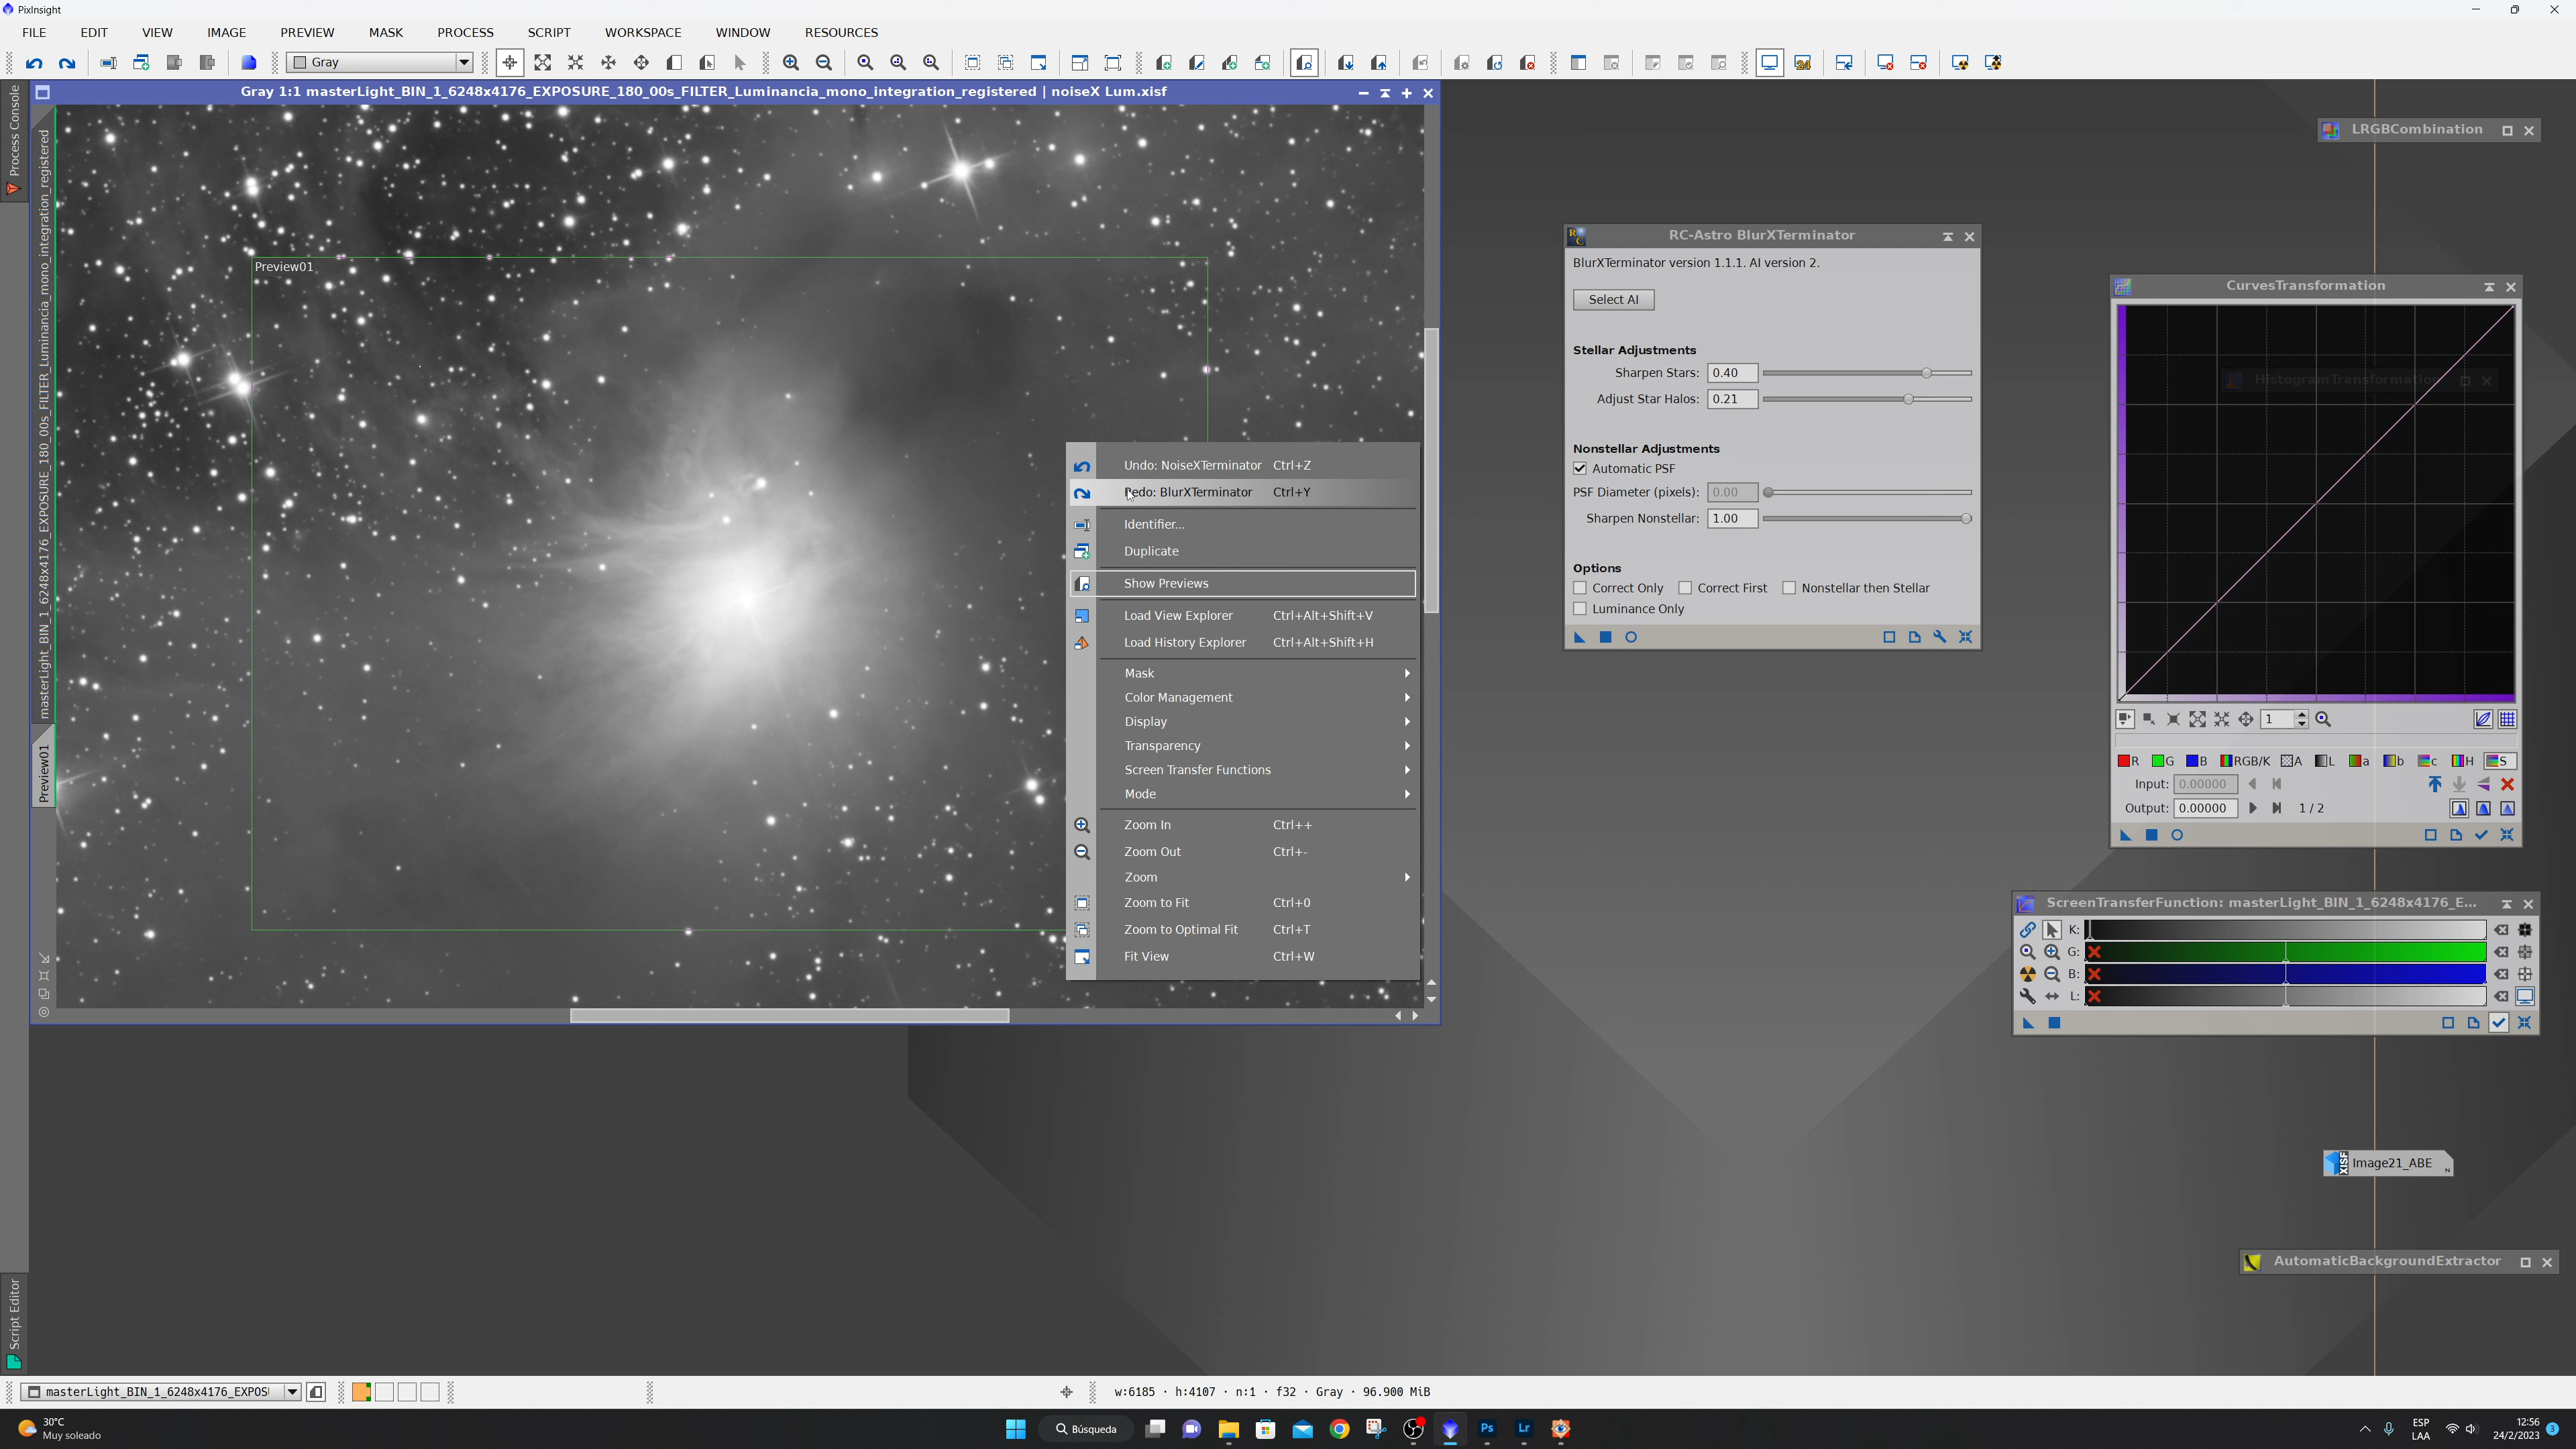 PixInsight
FILE EDIT VIEW IMAGE PREVIEW MASK PROCESS SCRIPT WORKSPACE WINDOW RESOURCES
Gray
Process Console
Script Editor
Gray 1:1 masterLight_BIN_1_6248x4176_EXPOSURE_180_00s_FILTER_Luminancia_mono_integration_registered | noiseX Lum.xisf
masterLight_BIN_1_6248x4176_EXPOSURE_180_00s_FILTER_Luminancia_mono_integration_registered
Preview01
Preview01
Undo: NoiseXTerminator Ctrl+Z
Redo: BlurXTerminator Ctrl+Y
Identifier...
Duplicate
Show Previews
Load View Explorer Ctrl+Alt+Shift+V
Load History Explorer Ctrl+Alt+Shift+H
Mask
Color Management
Display
Transparency
Screen Transfer Functions
Mode
Zoom In Ctrl++
Zoom Out Ctrl+-
Zoom
Zoom to Fit Ctrl+0
Zoom to Optimal Fit Ctrl+T
Fit View Ctrl+W
LRGBCombination
RC-Astro BlurXTerminator
BlurXTerminator version 1.1.1. AI version 2.
Select AI
Stellar Adjustments
Sharpen Stars: 0.40
Adjust Star Halos: 0.21
Nonstellar Adjustments
Automatic PSF
PSF Diameter (pixels): 0.00
Sharpen Nonstellar: 1.00
Options
Correct Only Correct First Nonstellar then Stellar
Luminance Only
CurvesTransformation
HistogramTransformation
1
R G B RGB/K A L a b c H S
Input: 0.00000
Output: 0.00000 1 / 2
ScreenTransferFunction: masterLight_BIN_1_6248x4176_E...
K:
G:
B:
L:
XISF Image21_ABE N
AutomaticBackgroundExtractor
masterLight_BIN_1_6248x4176_EXPOS
w:6185 · h:4107 · n:1 · f32 · Gray · 96.900 MiB
30°C
Muy soleado
Búsqueda
Ps
Lr
ESP
LAA
12:56
24/2/2023
3